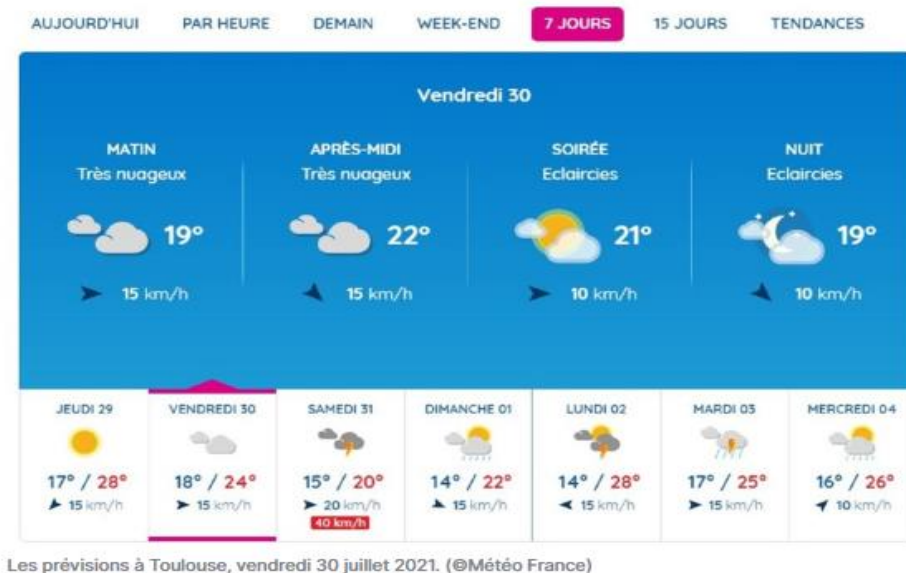 AUJOURD'HUI PAR HEURE DEMAIN WEEK-END 7 JOURS 15 JOURS TENDANCES
Vendredi 30
MATIN APRÈS-MIDI SOIRÉE NUIT
Très nuageux Très nuageux Eclaircies Eclaircies
19° 22° 21° 19°
15 km/h 15 km/h 10 km/h 10 km/h
JEUDI 29 VENDREDI 30 SAMEDI 31 DIMANCHE 01 LUNDI 02 MARDI 03 MERCREDI 04
17° / 28° 18° / 24° 15° / 20° 14° / 22° 14° / 28° 17° / 25° 16° / 26°
15 km/h 15 km/h 20 km/h 15 km/h 15 km/h 15 km/h 10 km/h
40 km/h
Les prévisions à Toulouse, vendredi 30 juillet 2021. (©Météo France)